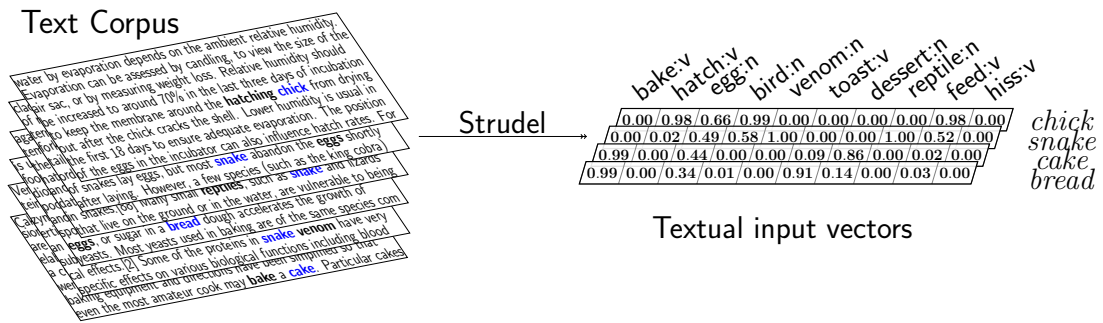 Text Corpus
water by evaporation depends on the ambient relative humidity.
Evaporation can be assessed by candling, to view the size of the
air sac, or by measuring weight loss. Relative humidity should
be increased to around 70% in the last three days of incubation
to keep the membrane around the hatching chick from drying
out after the chick cracks the shell. Lower humidity is usual in
the first 18 days to ensure adequate evaporation. The position
of the eggs in the incubator can also influence hatch rates. For
of snakes lay eggs, but most snake abandon the eggs shortly
after laying. However, a few species (such as the king cobra)
snakes.[60] Many small reptiles, such as snake and lizards
that live on the ground or in the water, are vulnerable to being
eggs, or sugar in a bread dough accelerates the growth of
yeasts. Most yeasts used in baking are of the same species com
cal effects.[2] Some of the proteins in snake venom have very
specific effects on various biological functions including blood
baking equipment and directions have been simplified so that
even the most amateur cook may bake a cake. Particular cakes
Strudel
bake:v hatch:v egg:n bird:n venom:n toast:v dessert:n reptile:n feed:v hiss:v
0.00 0.98 0.66 0.99 0.00 0.00 0.00 0.00 0.98 0.00 chick
0.00 0.02 0.49 0.58 1.00 0.00 0.00 1.00 0.52 0.00 snake
0.99 0.00 0.44 0.00 0.00 0.09 0.86 0.00 0.02 0.00 cake
0.99 0.00 0.34 0.01 0.00 0.91 0.14 0.00 0.03 0.00 bread
Textual input vectors